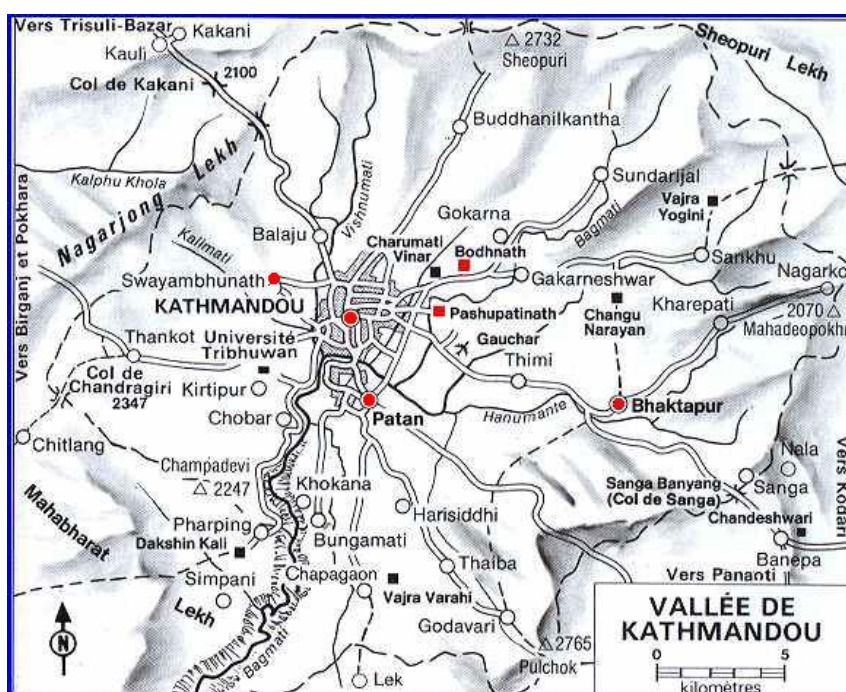 Vers Trisuli-Bazar
Kakani
Kauli
Col de Kakani
2100
2732
Sheopuri
Sheopuri Lekh
Buddhanilkantha
Nagarjong Lekh
Kalphu Khola
Vishnumati
Sundarijal
Vajra
Yogini
Gokarna
Bagmati
Kalimati
Balaju
Charumati
Vinar
Bodhnath
Sankhu
Nagarko
Swayambhunath
Gakarneshwar
KATHMANDOU
Changu
Narayan
Kharepati
2070
Mahadeopokha
Pashupatinath
Gauchar
Vers Birganj et Pokhara
Thankot
Université
Tribhuwan
Thimi
Col de
Chandragiri
2347
Kirtipur
Chobar
Patan
Hanumante
Bhaktapur
Chitlang
Champadevi
2247
Khokana
Nala
Sanga Banyang
(Col de Sanga)
Sanga
Vers Kodari
Mahabharat
Lekh
Pharping
Harisiddhi
Chandeshwari
Dakshin Kali
Bungamati
Banepa
Simpani
Chapagaon
Thaiba
Vers Panaoti
Vajra Varahi
Godavari
2765
Pulchok
Bagmati
Lek
N
VALLÉE DE
KATHMANDOU
0 5
kilomètres